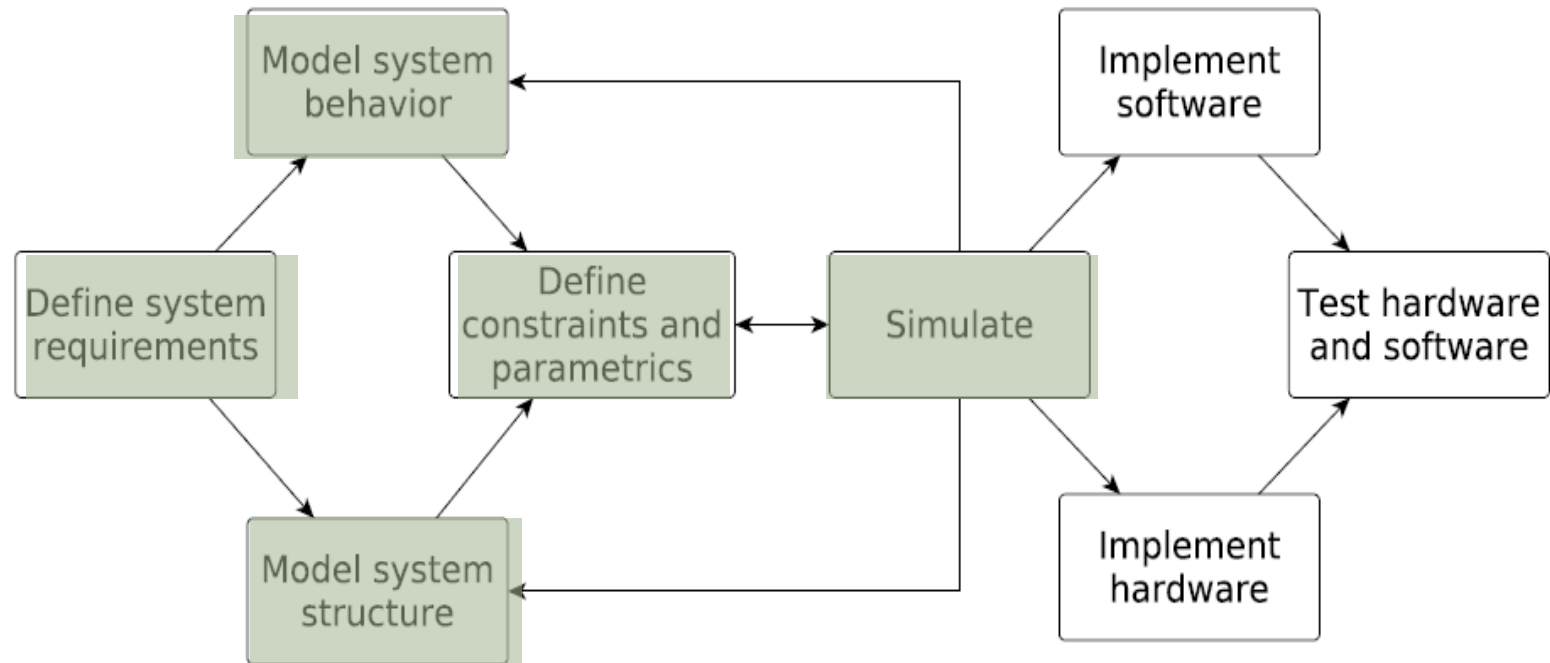 Model system
behavior
Implement
software
Define system
requirements
Define
constraints and
parametrics
Simulate
Test hardware
and software
Model system
structure
Implement
hardware